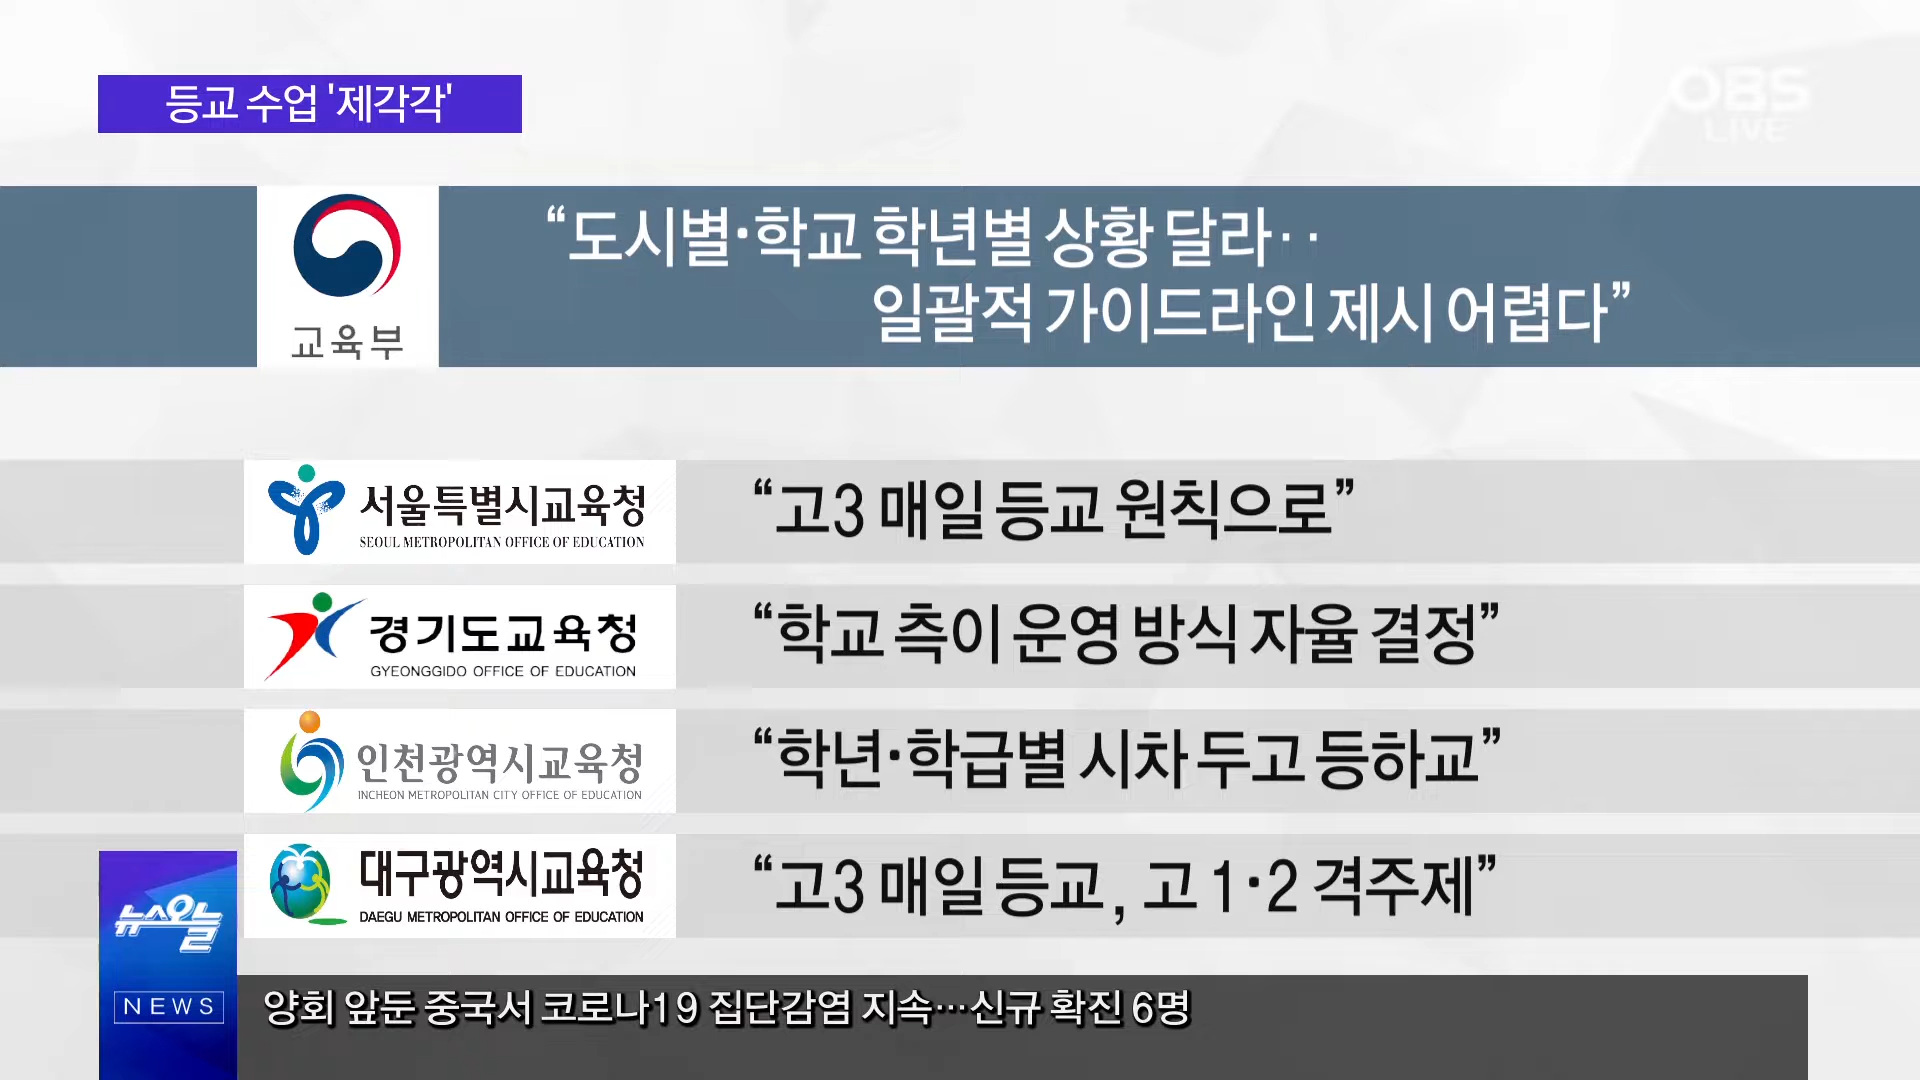 등교 수업 '제각각'
OBS
LIVE
“도시별·학교 학년별 상황 달라··
일괄적 가이드라인 제시 어렵다”
교육부
서울특별시교육청
SEOUL METROPOLITAN OFFICE OF EDUCATION
“고3 매일 등교 원칙으로”
경기도교육청
GYEONGGIDO OFFICE OF EDUCATION
“학교 측이 운영 방식 자율 결정”
인천광역시교육청
INCHEON METROPOLITAN CITY OFFICE OF EDUCATION
“학년·학급별 시차 두고 등하교”
대구광역시교육청
DAEGU METROPOLITAN OFFICE OF EDUCATION
“고3 매일 등교, 고 1·2 격주제”
뉴스오늘
NEWS
양회 앞둔 중국서 코로나19 집단감염 지속…신규 확진 6명